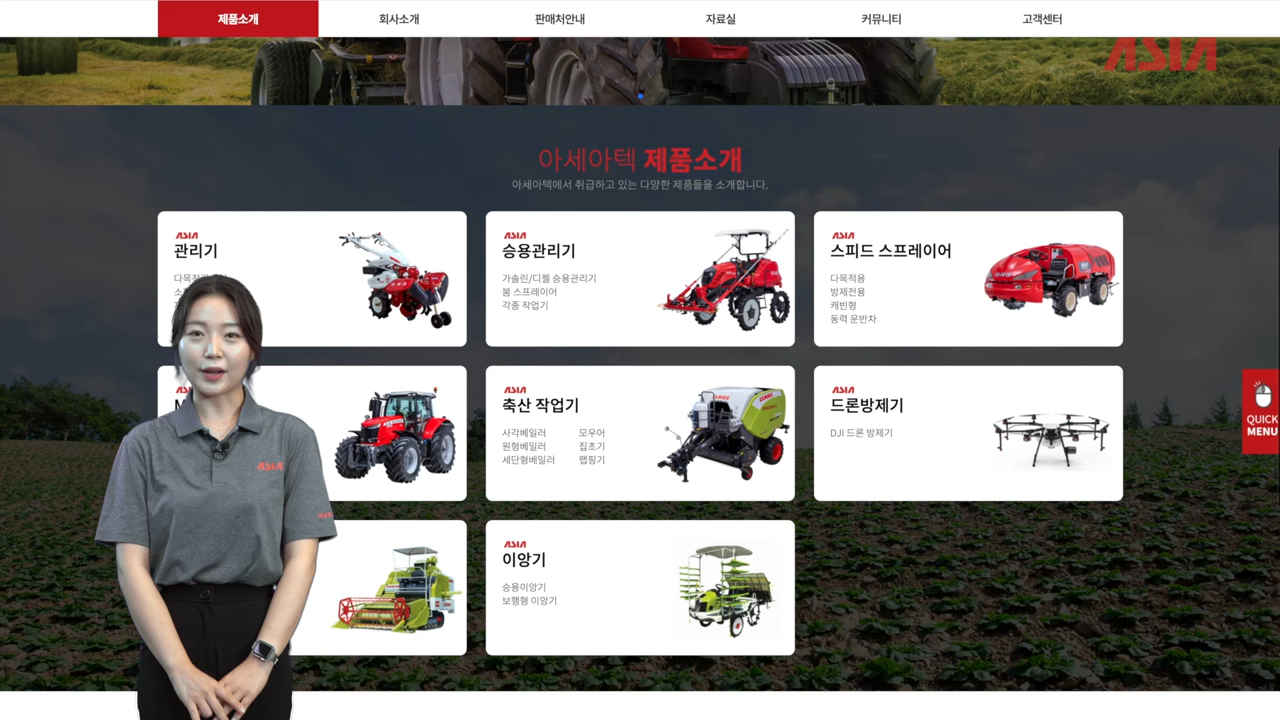 제품소개
회사소개
판매처안내
자료실
커뮤니티
고객센터
ASIA
아세아텍 제품소개
아세아텍에서 취급하고 있는 다양한 제품들을 소개합니다.
ASIA
관리기
ASIA
승용관리기
가솔린/디젤 승용관리기
붐 스프레이어
각종 작업기
ASIA
스피드 스프레이어
다목적용
방제전용
캐빈형
동력 운반차
ASIA
축산 작업기
사각베일러 모우어
원형베일러 집초기
세단형베일러 랩핑기
ASIA
드론방제기
DJI 드론 방제기
QUICK
MENU
ASIA
ASIA
이앙기
승용이앙기
보행형 이앙기